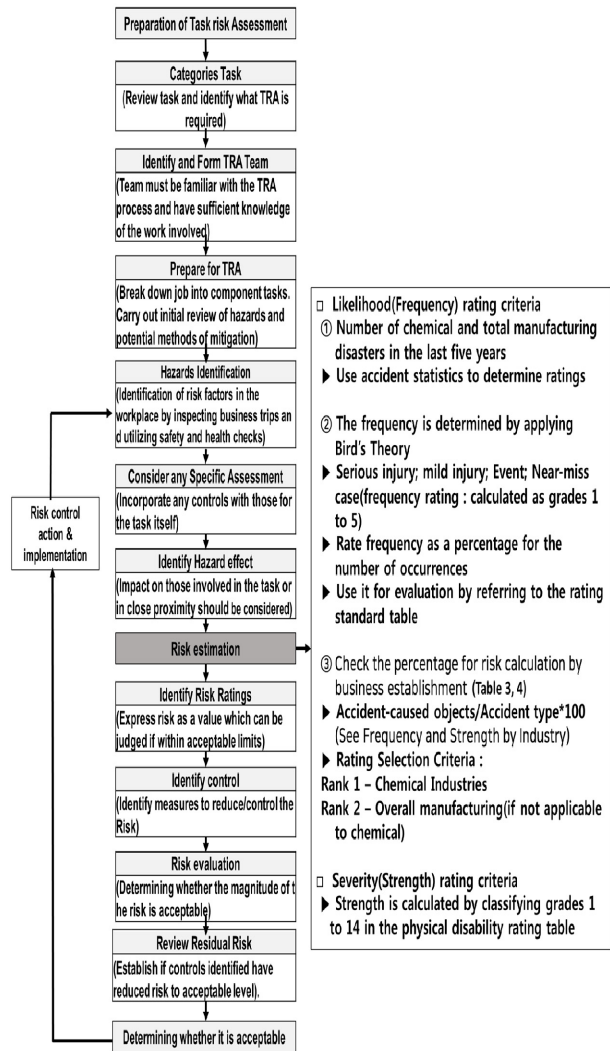 Preparation of Task risk Assessment
Categories Task
(Review task and identify what TRA is
required)
Identify and Form TRA Team
(Team must be familiar with the TRA
process and have sufficient knowledge
of the work involved)
Prepare for TRA
(Break down job into component tasks.
Carry out initial review of hazards and
potential methods of mitigation)
Hazards Identification
(Identification of risk factors in the
workplace by inspecting business trips an
d utilizing safety and health checks)
Consider any Specific Assessment
(Incorporate any controls with those for
the task itself)
Identify Hazard effect
(Impact on those involved in the task or
in close proximity should be considered)
Risk estimation
Identify Risk Ratings
(Express risk as a value which can be
judged if within acceptable limits)
Identify control
(Identify measures to reduce/control the
Risk)
Risk evaluation
(Determining whether the magnitude of t
he risk is acceptable)
Review Residual Risk
(Establish if controls identified have
reduced risk to acceptable level).
Determining whether it is acceptable
Risk control
action &
implementation
□ Likelihood(Frequency) rating criteria
① Number of chemical and total manufacturing
disasters in the last five years
▶ Use accident statistics to determine ratings
② The frequency is determined by applying
Bird's Theory
▶ Serious injury; mild injury; Event; Near-miss
case(frequency rating : calculated as grades 1
to 5)
▶ Rate frequency as a percentage for the
number of occurrences
▶ Use it for evaluation by referring to the rating
standard table
③ Check the percentage for risk calculation by
business establishment (Table 3, 4)
▶ Accident-caused objects/Accident type*100
(See Frequency and Strength by Industry)
▶ Rating Selection Criteria :
Rank 1 – Chemical Industries
Rank 2 – Overall manufacturing(if not applicable
to chemical)
□ Severity(Strength) rating criteria
▶ Strength is calculated by classifying grades 1
to 14 in the physical disability rating table